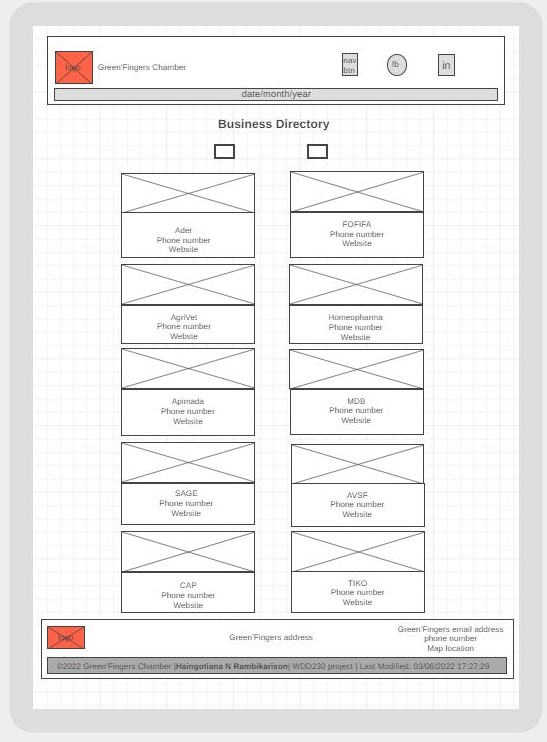 logo
Green'Fingers Chamber
nav
btn
fb
in
date/month/year
Business Directory
Ader
Phone number
Website
FOFIFA
Phone number
Website
AgriVet
Phone number
Webste
Homeopharma
Phone number
Website
Apimada
Phone number
Website
MDB
Phone number
Website
SAGE
Phone number
Website
AVSF
Phone number
Website
CAP
Phone number
Website
TIKO
Phone number
Website
logo
Green'Fingers address
Green'Fingers email address
phone number
Map location
©2022 Green'Fingers Chamber |Haingotiana N Rambikarison| WDD230 project | Last Modified: 03/06/2022 17:27:29